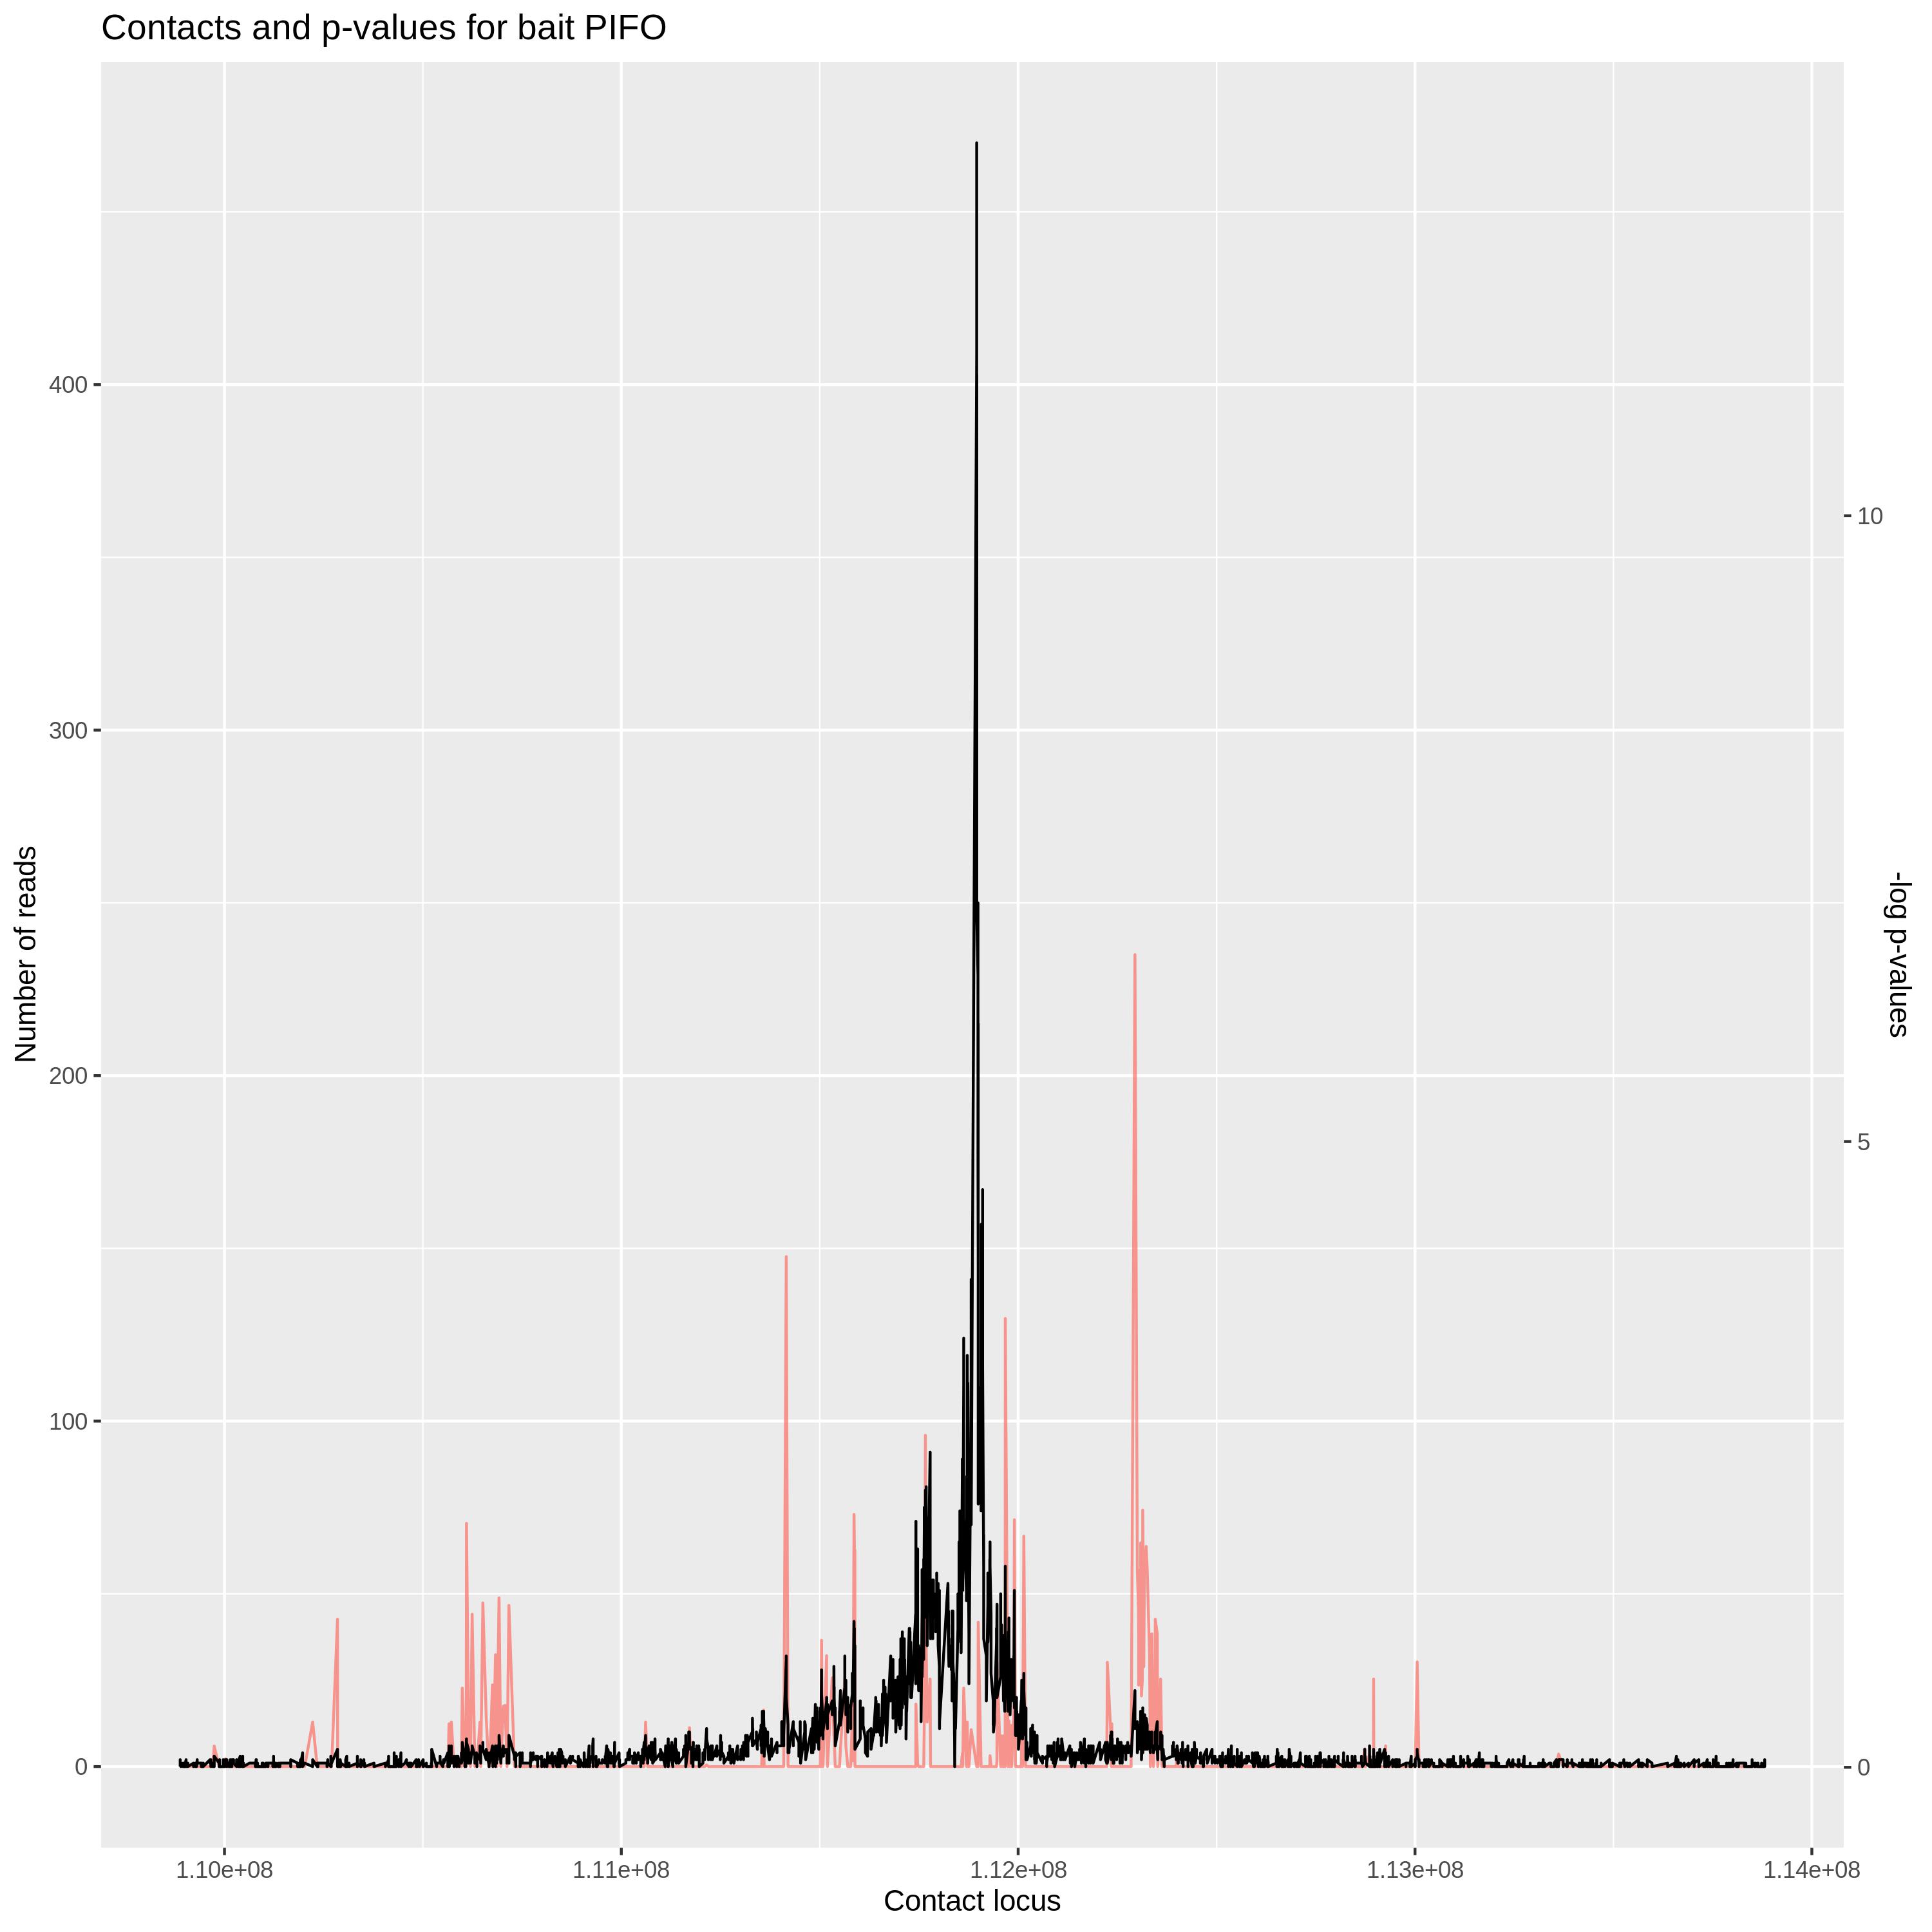 Contacts and p-values for bait PIFO
400
300
200
100
0
10
5
0
Number of reads
-log p-values
1.10e+08
1.11e+08
1.12e+08
1.13e+08
1.14e+08
Contact locus